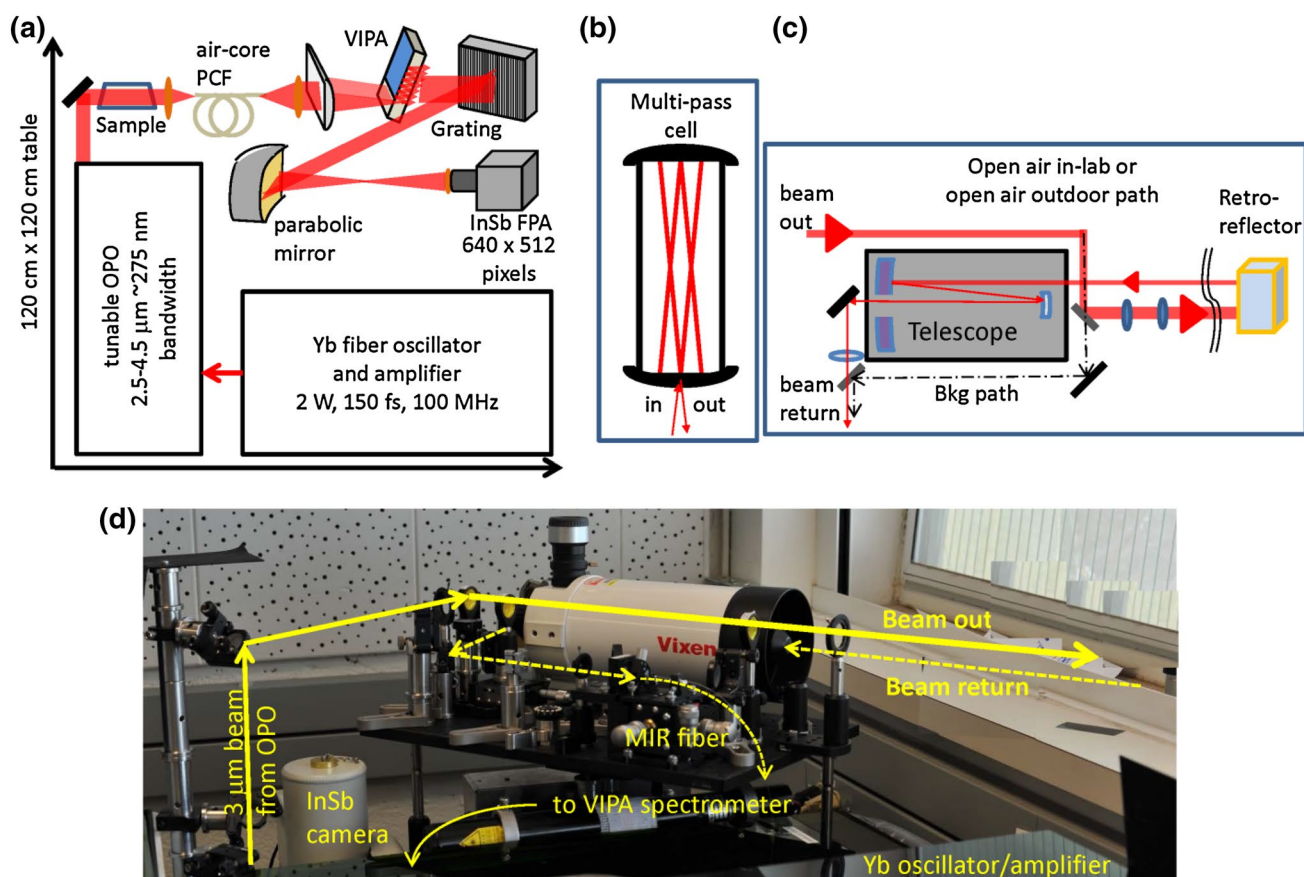 (a)
120 cm x 120 cm table
air-core
PCF
VIPA
Sample
Grating
parabolic
mirror
InSb FPA
640 x 512
pixels
tunable OPO
2.5-4.5 µm ~275 nm
bandwidth
Yb fiber oscillator
and amplifier
2 W, 150 fs, 100 MHz
(b)
Multi-pass
cell
in out
(c)
Open air in-lab or
open air outdoor path
beam
out
Retro-
reflector
Telescope
beam
return
Bkg path
(d)
3 µm beam
from OPO
Vixen
Beam out
Beam return
MIR fiber
InSb
camera
to VIPA spectrometer
Yb oscillator/amplifier